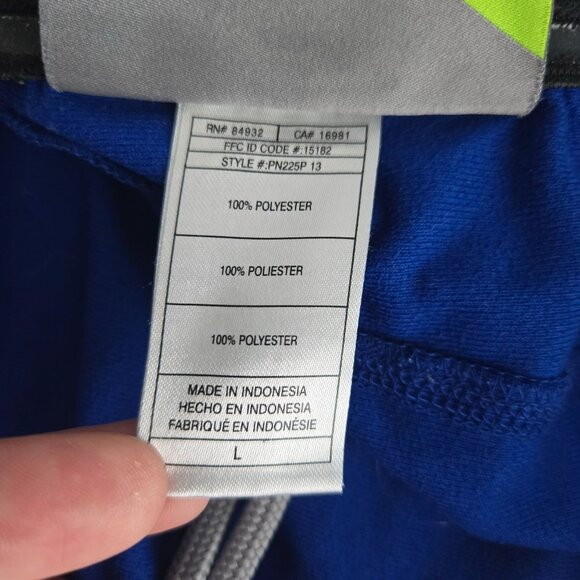 RN# 84932 CA# 16981
FFC ID CODE #:15182
STYLE #:PN225P 13
100% POLYESTER
100% POLIESTER
100% POLYESTER
MADE IN INDONESIA
HECHO EN INDONESIA
FABRIQUÉ EN INDONÉSIE
L